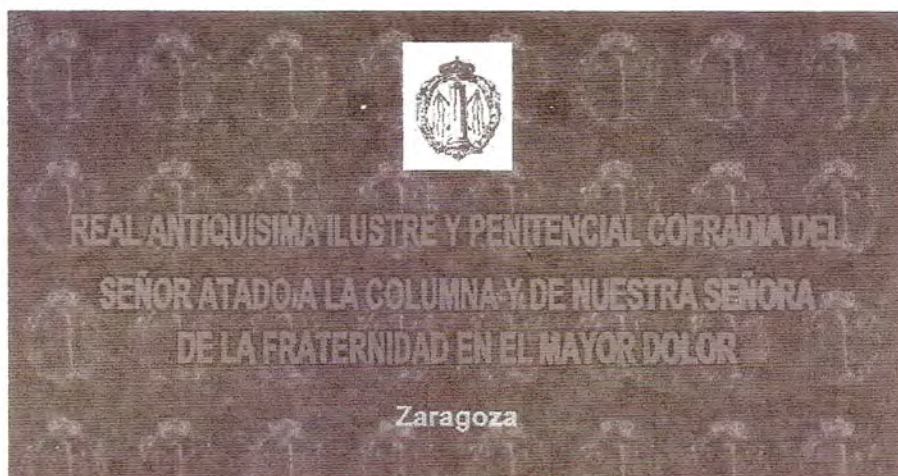 REAL ANTIQUISIMA ILUSTRE Y PENITENCIAL COFRADIA DEL
SEÑOR ATADO A LA COLUMNA Y DE NUESTRA SEÑORA
DE LA FRATERNIDAD EN EL MAYOR DOLOR
Zaragoza